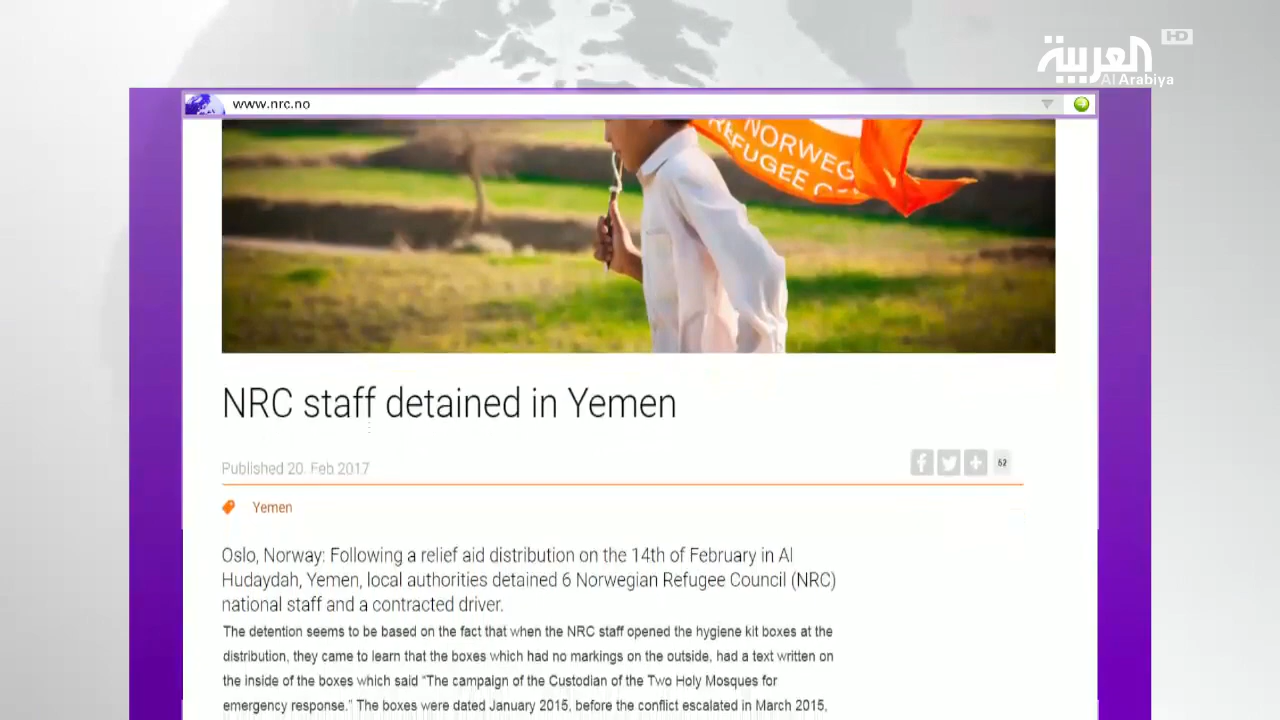 العربية
HD
Al Arabiya
www.nrc.no
NORWEG
REFUGEE CO
NRC staff detained in Yemen
Published 20. Feb 2017
52
Yemen
Oslo, Norway: Following a relief aid distribution on the 14th of February in Al
Hudaydah, Yemen, local authorities detained 6 Norwegian Refugee Council (NRC)
national staff and a contracted driver.
The detention seems to be based on the fact that when the NRC staff opened the hygiene kit boxes at the
distribution, they came to learn that the boxes which had no markings on the outside, had a text written on
the inside of the boxes which said “The campaign of the Custodian of the Two Holy Mosques for
emergency response.” The boxes were dated January 2015, before the conflict escalated in March 2015,